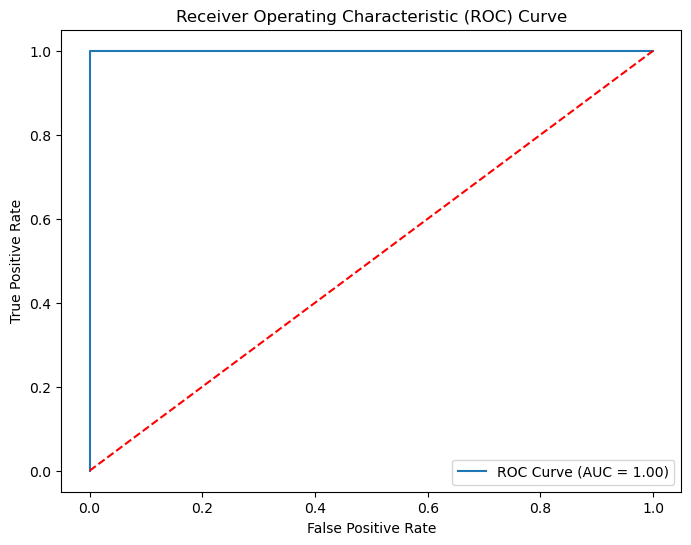 Receiver Operating Characteristic (ROC) Curve
True Positive Rate
1.0
0.8
0.6
0.4
0.2
0.0
ROC Curve (AUC = 1.00)
0.0 0.2 0.4 0.6 0.8 1.0
False Positive Rate